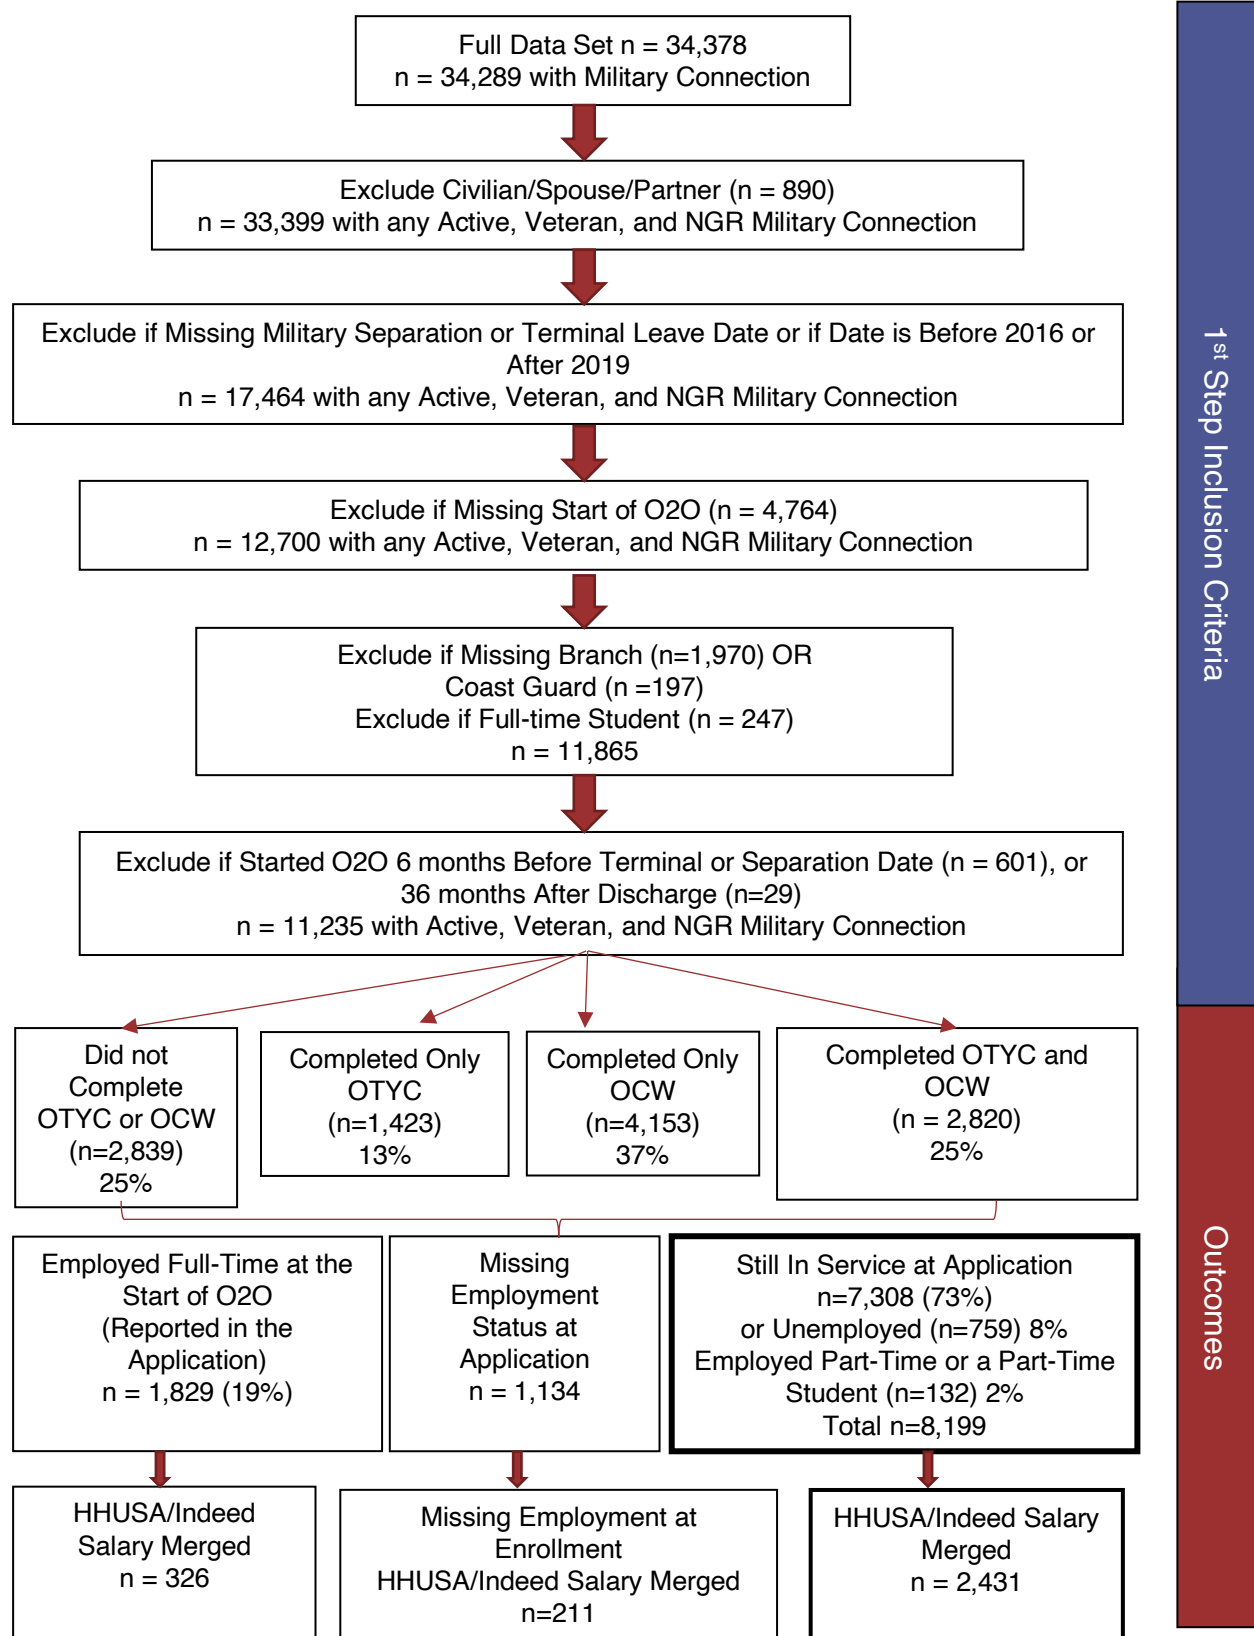 Full Data Set n = 34,378
n = 34,289 with Military Connection
Exclude Civilian/Spouse/Partner (n = 890)
n = 33,399 with any Active, Veteran, and NGR Military Connection
Exclude if Missing Military Separation or Terminal Leave Date or if Date is Before 2016 or
After 2019
n = 17,464 with any Active, Veteran, and NGR Military Connection
Exclude if Missing Start of O2O (n = 4,764)
n = 12,700 with any Active, Veteran, and NGR Military Connection
Exclude if Missing Branch (n=1,970) OR
Coast Guard (n =197)
Exclude if Full-time Student (n = 247)
n = 11,865
Exclude if Started O2O 6 months Before Terminal or Separation Date (n = 601), or
36 months After Discharge (n=29)
n = 11,235 with Active, Veteran, and NGR Military Connection
1st Step Inclusion Criteria
Did not
Complete
OTYC or OCW
(n=2,839)
25%
Completed Only
OTYC
(n=1,423)
13%
Completed Only
OCW
(n=4,153)
37%
Completed OTYC and
OCW
(n = 2,820)
25%
Employed Full-Time at the
Start of O2O
(Reported in the
Application)
n = 1,829 (19%)
Missing
Employment
Status at
Application
n = 1,134
Still In Service at Application
n=7,308 (73%)
or Unemployed (n=759) 8%
Employed Part-Time or a Part-Time
Student (n=132) 2%
Total n=8,199
HHUSA/Indeed
Salary Merged
n = 326
Missing Employment at
Enrollment
HHUSA/Indeed Salary Merged
n=211
HHUSA/Indeed Salary
Merged
n = 2,431
Outcomes